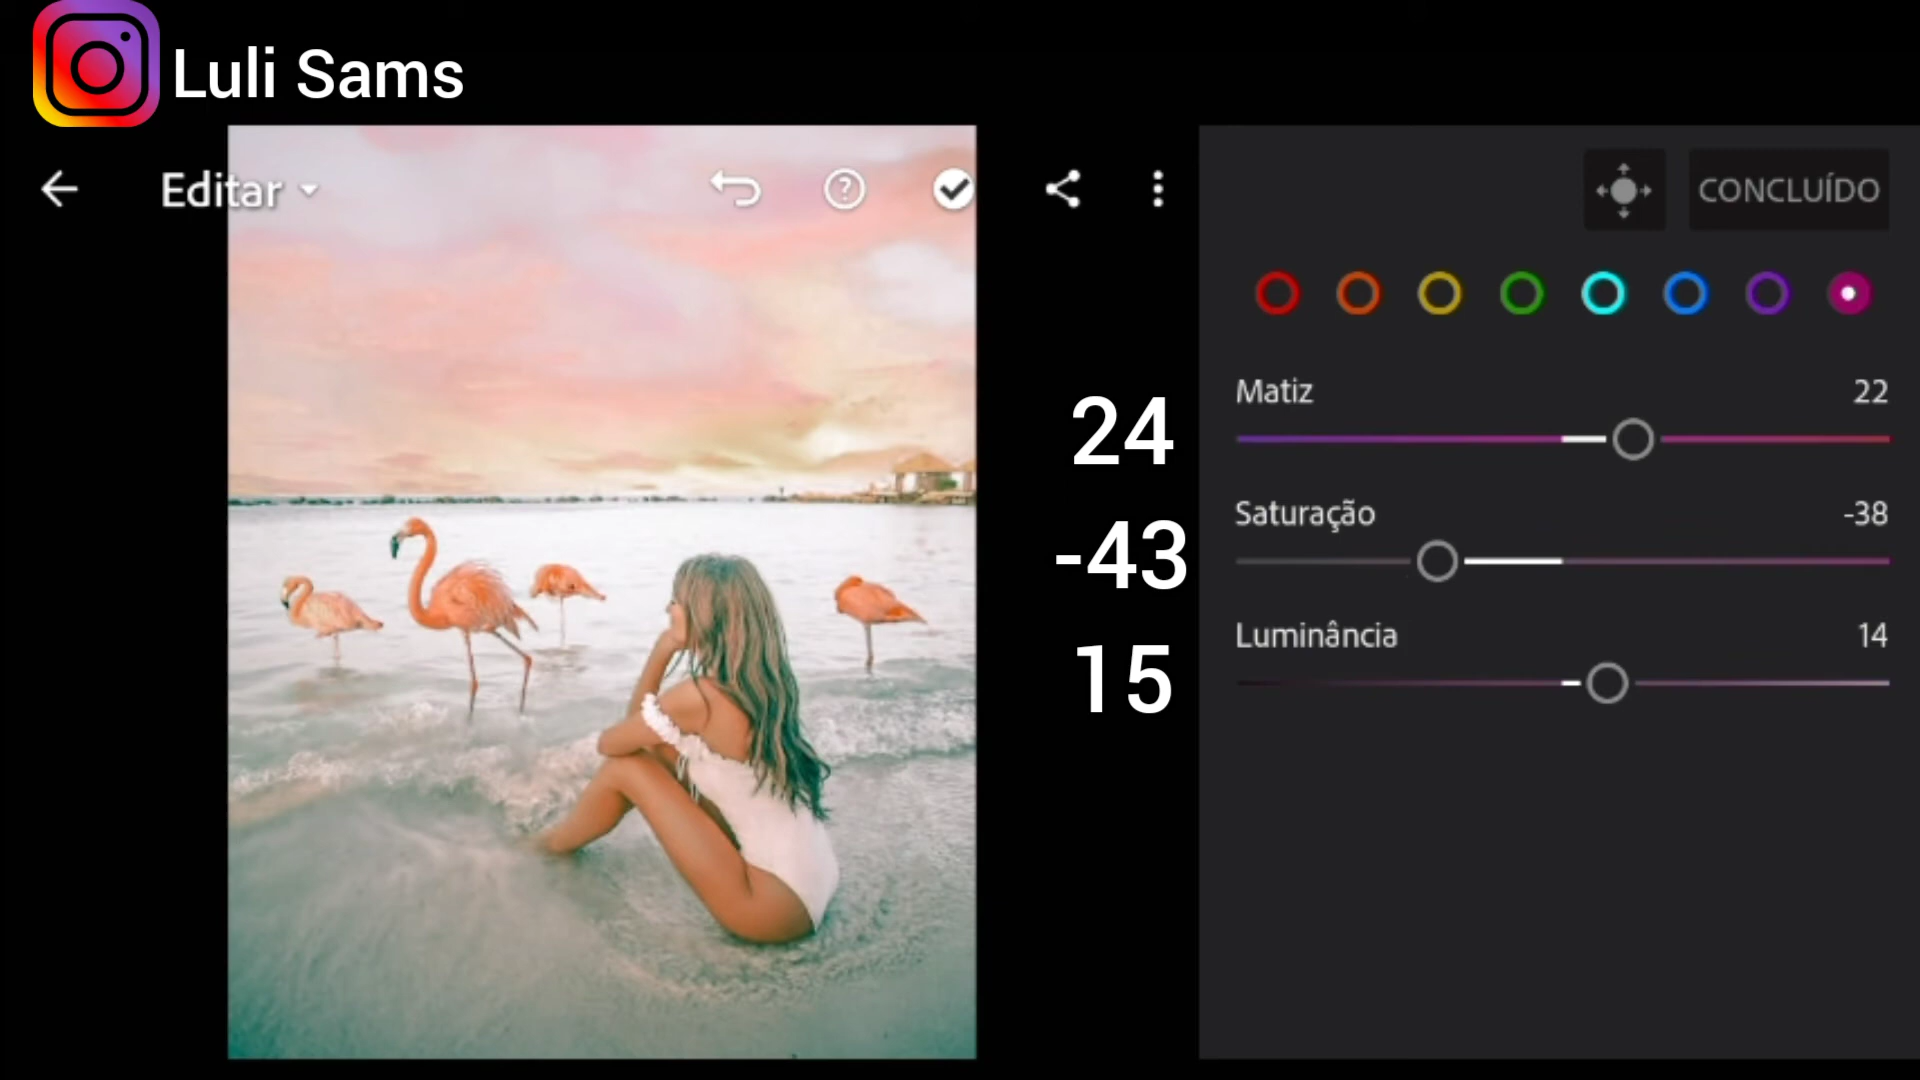 Luli Sams
Editar
CONCLUÍDO
Matiz 22
24
Saturação -38
-43
Luminância 14
15